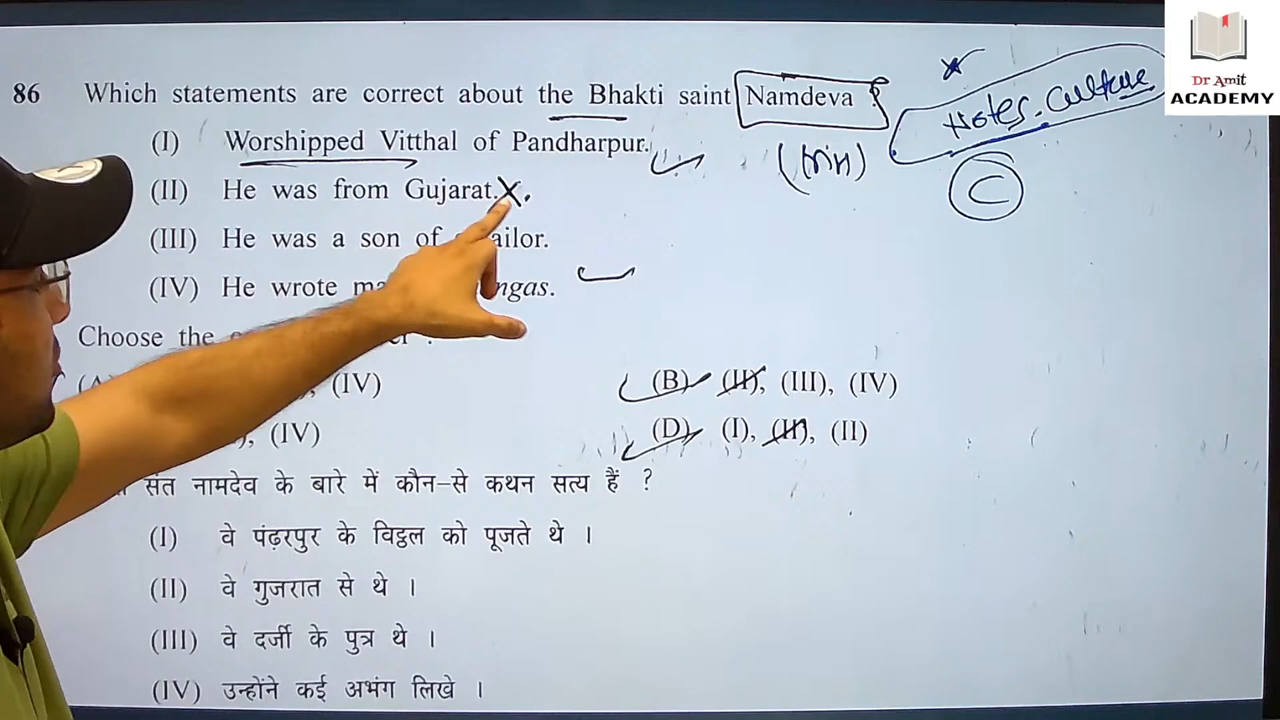 Dr Amit
ACADEMY
Notes. Culture
C
86 Which statements are correct about the Bhakti saint Namdeva ?
(I) Worshipped Vitthal of Pandharpur.
(II) He was from Gujarat. X
(III) He was a son of tailor.
(IV) He wrote
Choose the
(IV)
(B) (II), (III), (IV)
(IV)
(D) (I), (III), (II)
संत नामदेव के बारे में कौन-से कथन सत्य हैं ?
(I) वे पंढ़रपुर के विट्ठल को पूजते थे ।
(II) वे गुजरात से थे ।
(III) वे दर्जी के पुत्र थे ।
(IV) उन्होंने कई अभंग लिखे ।